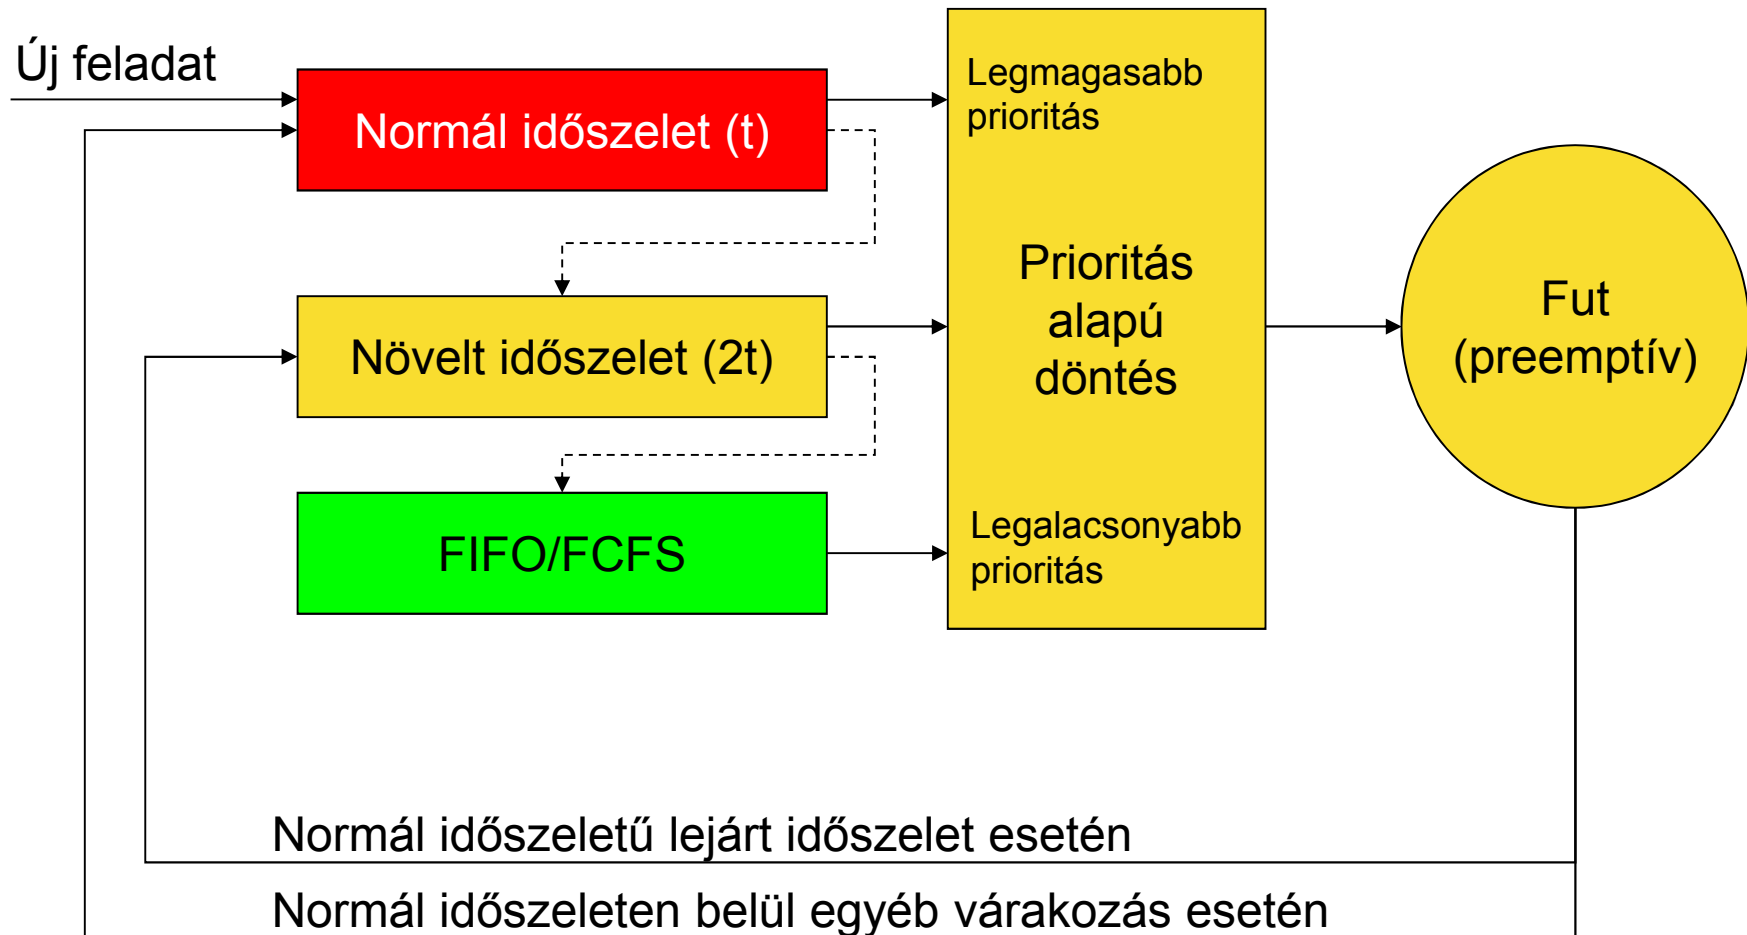 Új feladat
Normál időszelet (t)
Növelt időszelet (2t)
FIFO/FCFS
Legmagasabb
prioritás
Prioritás
alapú
döntés
Legalacsonyabb
prioritás
Fut
(preemptív)
Normál időszeletű lejárt időszelet esetén
Normál időszeleten belül egyéb várakozás esetén